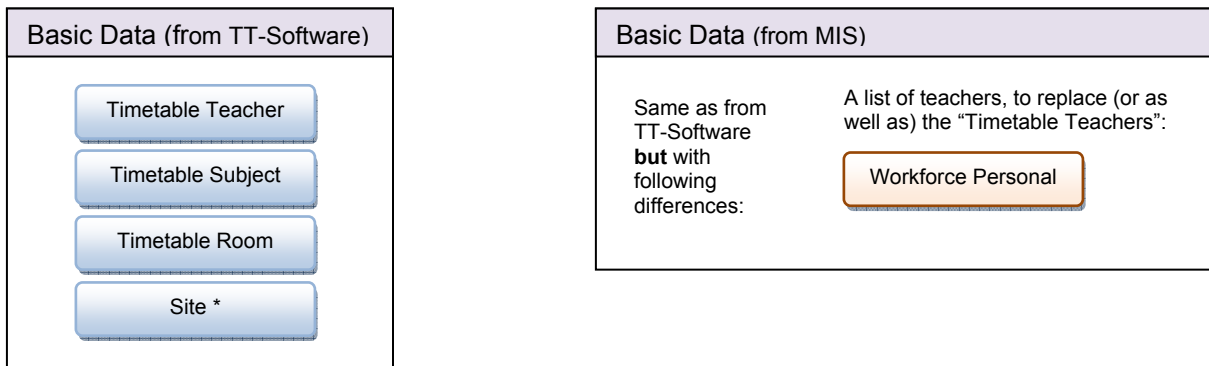 Basic Data (from TT-Software)
Timetable Teacher
Timetable Subject
Timetable Room
Site *
Basic Data (from MIS)
Same as from
TT-Software
but with
following
differences:
A list of teachers, to replace (or as
well as) the “Timetable Teachers”:
Workforce Personal